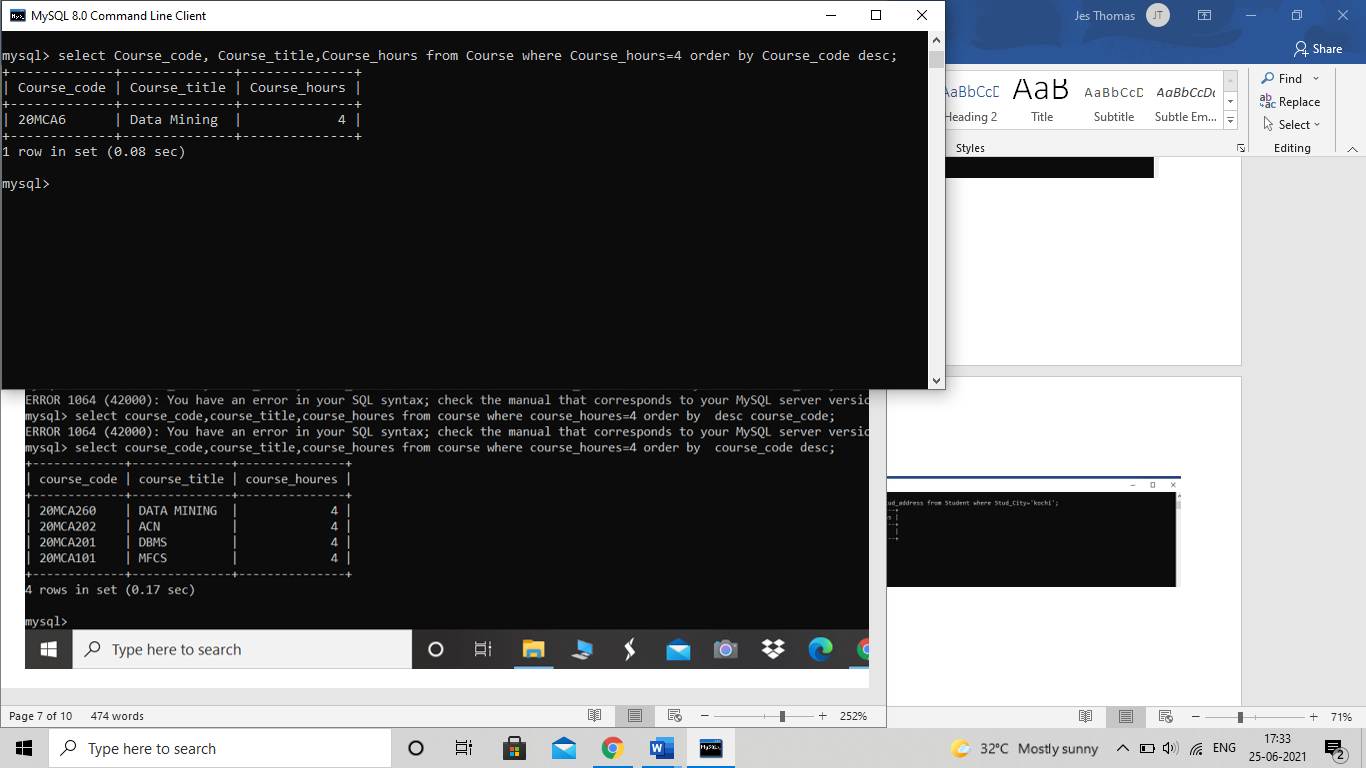 MySQL 8.0 Command Line Client
mysql> select Course_code, Course_title,Course_hours from Course where Course_hours=4 order by Course_code desc;
+-------------+--------------+--------------+
| Course_code | Course_title | Course_hours |
+-------------+--------------+--------------+
| 20MCA6      | Data Mining  |            4 |
+-------------+--------------+--------------+
1 row in set (0.08 sec)
mysql>
Jes Thomas JT
Share
AaBbCcD AaB AaBbCcD AaBbCcDc
Heading 2 Title Subtitle Subtle Em...
Styles
Find
Replace
Select
Editing
ERROR 1064 (42000): You have an error in your SQL syntax; check the manual that corresponds to your MySQL server versio
mysql> select course_code,course_title,course_houres from course where course_houres=4 order by  desc course_code;
ERROR 1064 (42000): You have an error in your SQL syntax; check the manual that corresponds to your MySQL server versio
mysql> select course_code,course_title,course_houres from course where course_houres=4 order by  course_code desc;
+-------------+--------------+---------------+
| course_code | course_title | course_houres |
+-------------+--------------+---------------+
| 20MCA260    | DATA MINING  |             4 |
| 20MCA202    | ACN          |             4 |
| 20MCA201    | DBMS         |             4 |
| 20MCA101    | MFCS         |             4 |
+-------------+--------------+---------------+
4 rows in set (0.17 sec)
mysql>
Type here to search
ud_address from Student where Stud_City='kochi';
Page 7 of 10 474 words 252%
71%
Type here to search
32°C Mostly sunny ENG 17:33
25-06-2021
2